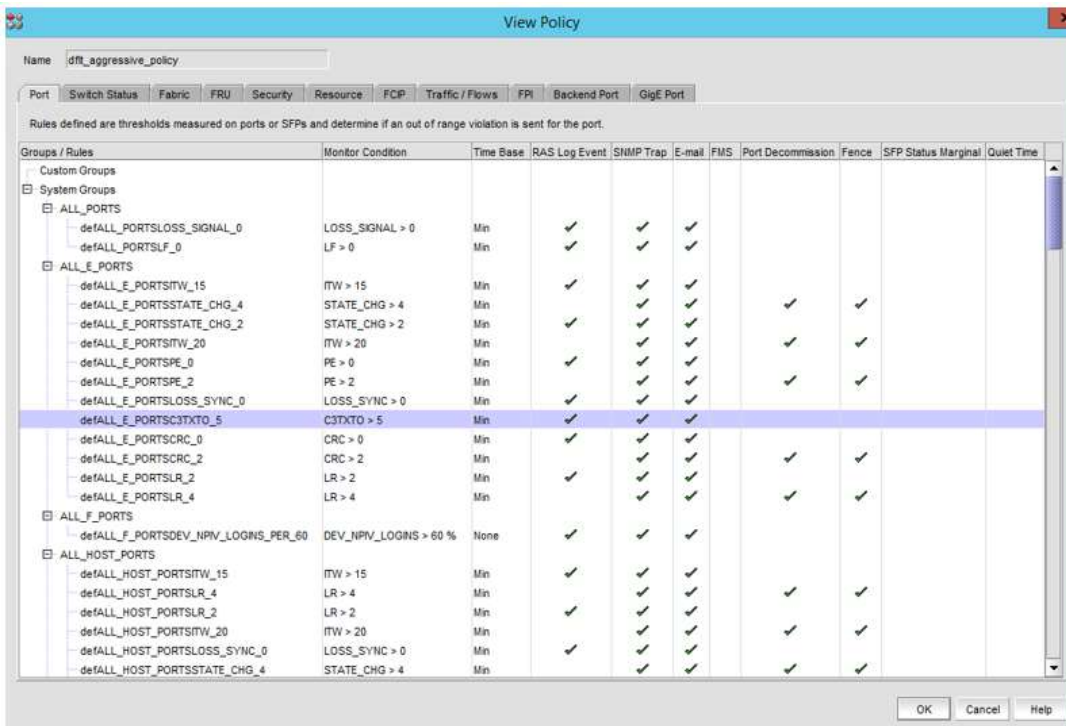 View Policy
Name dflt_aggressive_policy
Port Switch Status Fabric FRU Security Resource FCIP Traffic / Flows FPI Backend Port GigE Port
Rules defined are thresholds measured on ports or SFPs and determine if an out of range violation is sent for the port.
Groups / Rules Monitor Condition Time Base RAS Log Event SNMP Trap E-mail FMS Port Decommission Fence SFP Status Marginal Quiet Time
Custom Groups
System Groups
ALL_PORTS
defALL_PORTSLOSS_SIGNAL_0 LOSS_SIGNAL > 0 Min
defALL_PORTSLF_0 LF > 0 Min
ALL_E_PORTS
defALL_E_PORTSITW_15 ITW > 15 Min
defALL_E_PORTSSTATE_CHG_4 STATE_CHG > 4 Min
defALL_E_PORTSSTATE_CHG_2 STATE_CHG > 2 Min
defALL_E_PORTSITW_20 ITW > 20 Min
defALL_E_PORTSPE_0 PE > 0 Min
defALL_E_PORTSPE_2 PE > 2 Min
defALL_E_PORTSLOSS_SYNC_0 LOSS_SYNC > 0 Min
defALL_E_PORTSC3TXTO_5 C3TXTO > 5 Min
defALL_E_PORTSCRC_0 CRC > 0 Min
defALL_E_PORTSCRC_2 CRC > 2 Min
defALL_E_PORTSLR_2 LR > 2 Min
defALL_E_PORTSLR_4 LR > 4 Min
ALL_F_PORTS
defALL_F_PORTSDEV_NPIV_LOGINS_PER_60 DEV_NPIV_LOGINS > 60 % None
ALL_HOST_PORTS
defALL_HOST_PORTSITW_15 ITW > 15 Min
defALL_HOST_PORTSLR_4 LR > 4 Min
defALL_HOST_PORTSLR_2 LR > 2 Min
defALL_HOST_PORTSITW_20 ITW > 20 Min
defALL_HOST_PORTSLOSS_SYNC_0 LOSS_SYNC > 0 Min
defALL_HOST_PORTSSTATE_CHG_4 STATE_CHG > 4 Min
OK Cancel Help